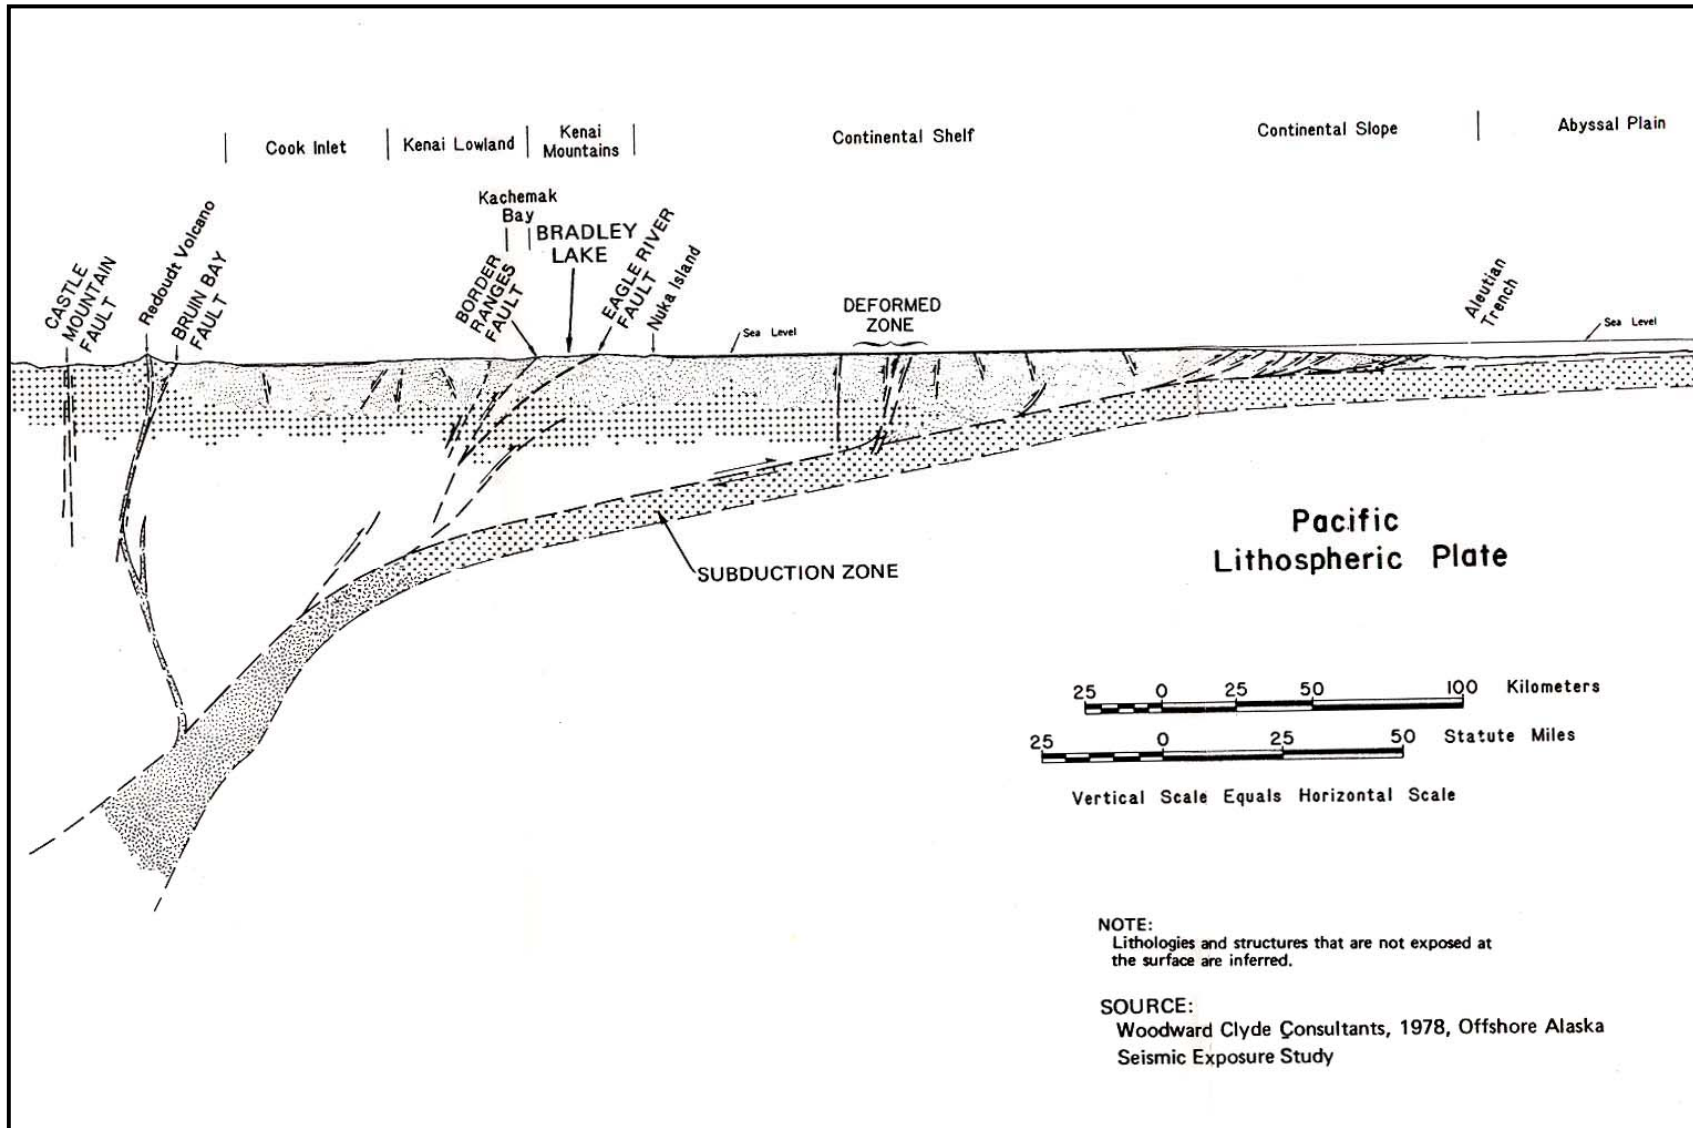 Cook Inlet
Kenai Lowland
Kenai
Mountains
Continental Shelf
Continental Slope
Abyssal Plain
CASTLE
MOUNTAIN
FAULT
Redoudt Volcano
BRUIN BAY
FAULT
Kachemak
Bay
BORDER
RANGES
FAULT
BRADLEY
LAKE
EAGLE RIVER
FAULT
Nuka Island
Sea Level
DEFORMED
ZONE
Aleutian
Trench
Sea Level
SUBDUCTION ZONE
Pacific
Lithospheric Plate
25 0 25 50 100 Kilometers
25 0 25 50 Statute Miles
Vertical Scale Equals Horizontal Scale
NOTE:
Lithologies and structures that are not exposed at
the surface are inferred.
SOURCE:
Woodward Clyde Consultants, 1978, Offshore Alaska
Seismic Exposure Study